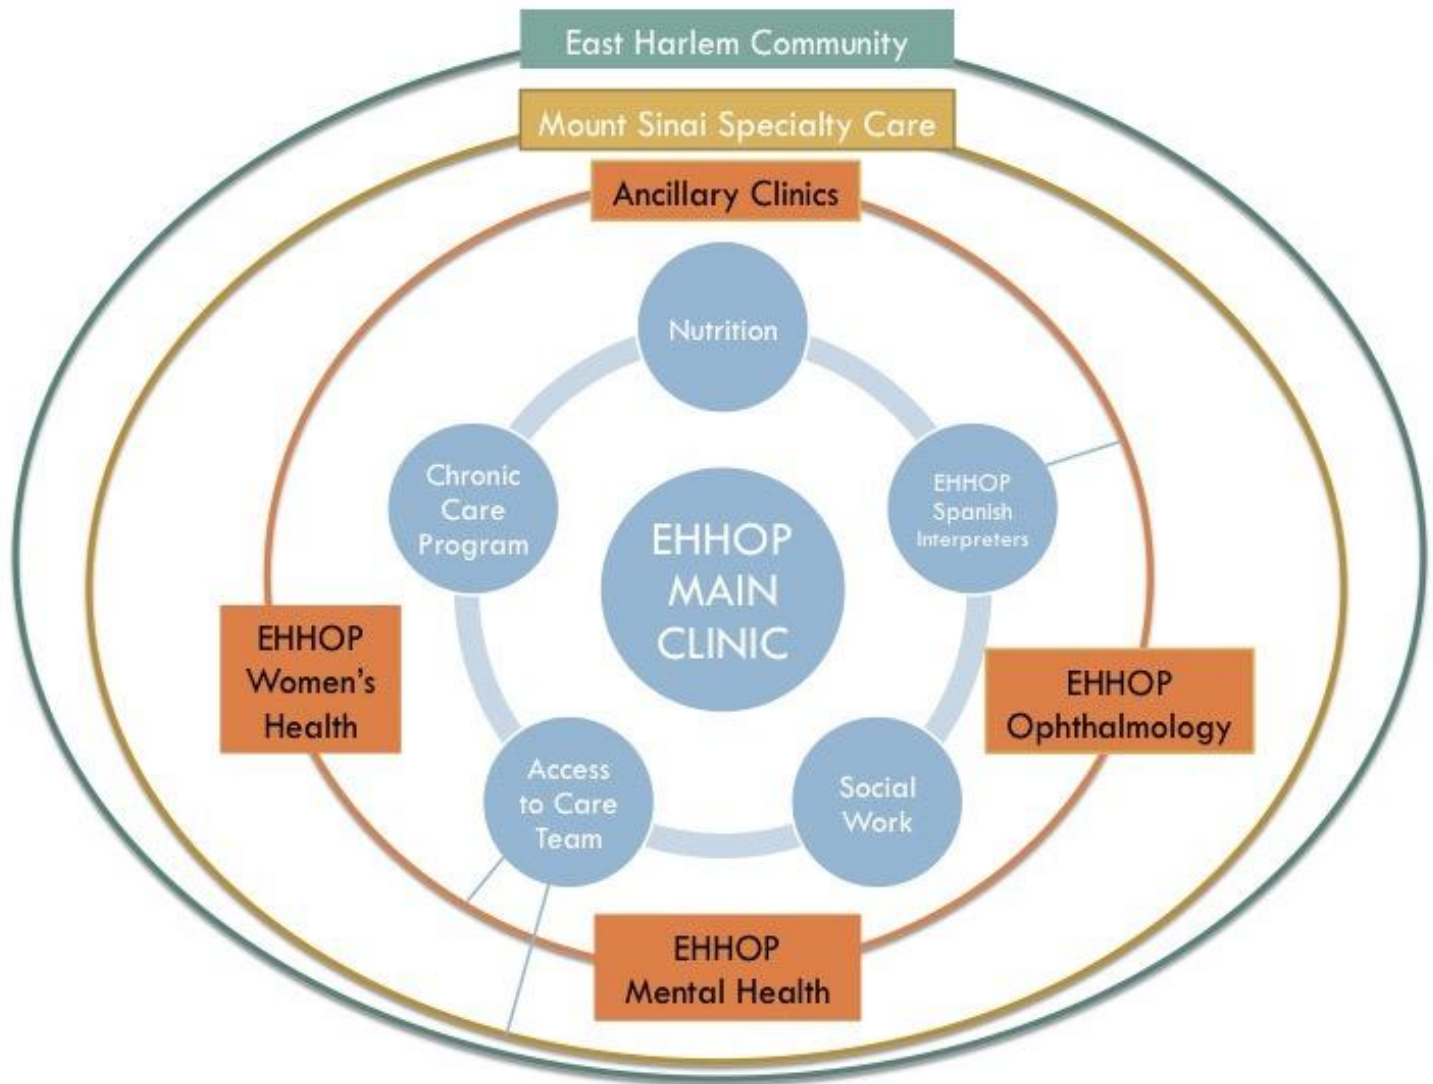 East Harlem Community
Mount Sinai Specialty Care
Ancillary Clinics
Nutrition
Chronic
Care
Program
EHHOP
Spanish
Interpreters
EHHOP
MAIN
CLINIC
EHHOP
Women's
Health
EHHOP
Ophthalmology
Access
to Care
Team
Social
Work
EHHOP
Mental Health